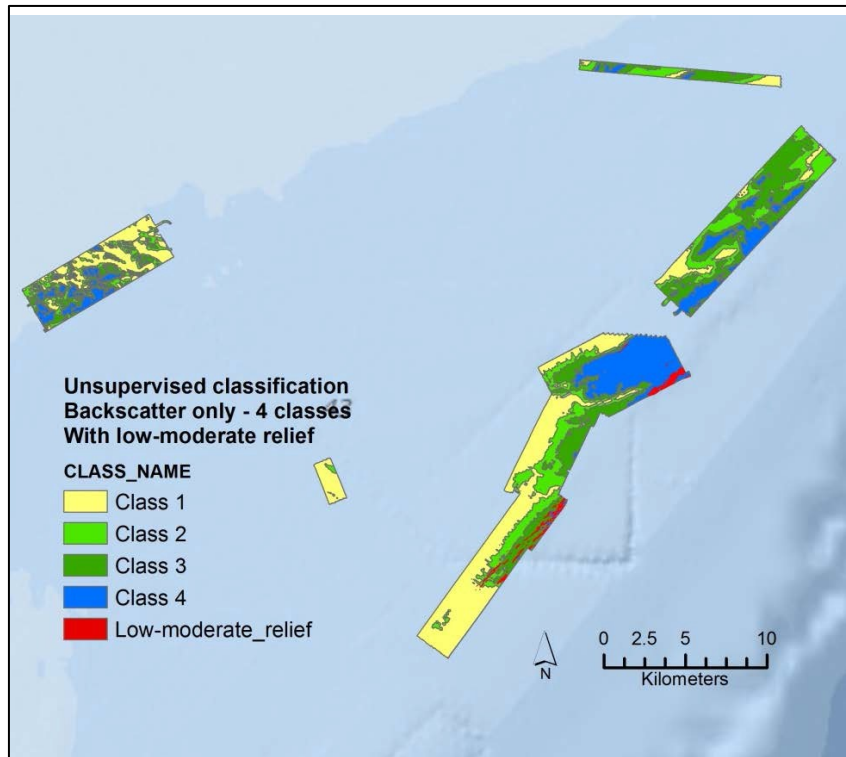 Unsupervised classification
Backscatter only - 4 classes
With low-moderate relief
CLASS_NAME
Class 1
Class 2
Class 3
Class 4
Low-moderate_relief
N
0 2.5 5 10
Kilometers